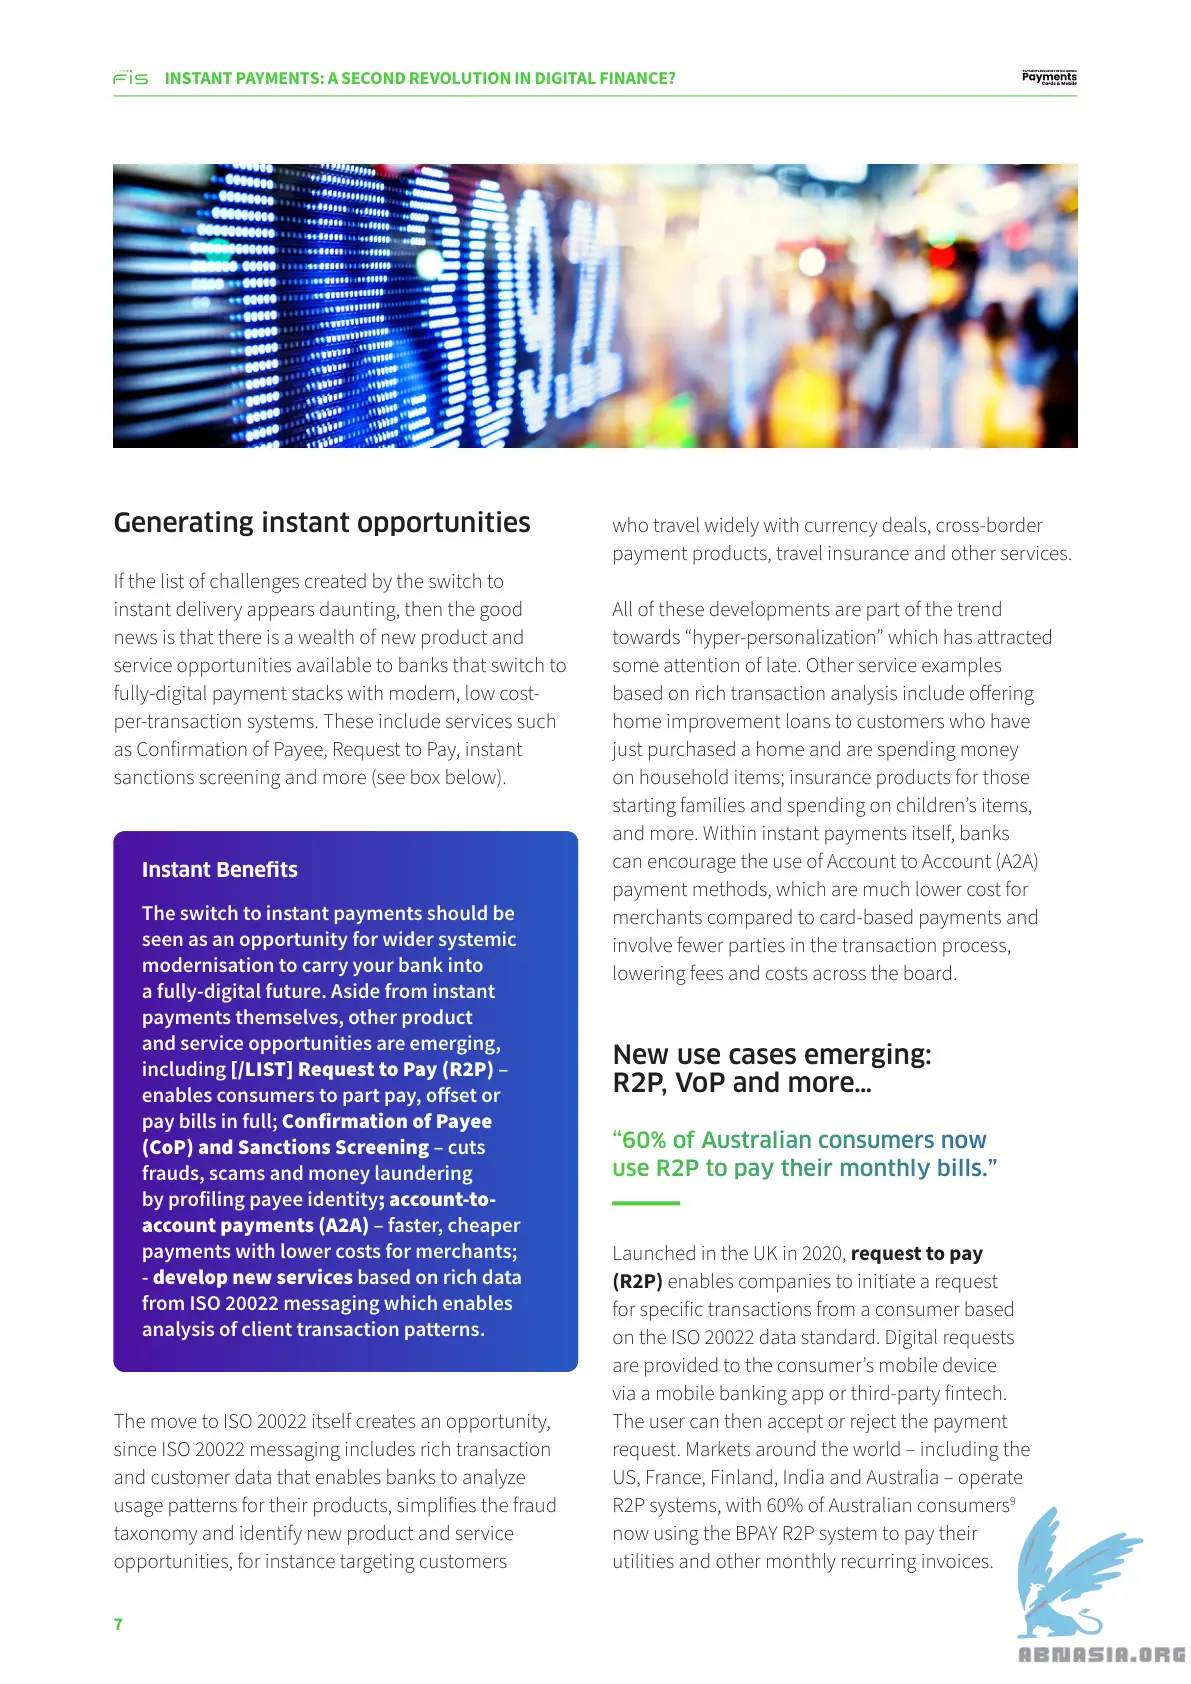 FIS
INSTANT PAYMENTS: A SECOND REVOLUTION IN DIGITAL FINANCE?
Payments
Cards & Mobile
Generating instant opportunities
If the list of challenges created by the switch to
instant delivery appears daunting, then the good
news is that there is a wealth of new product and
service opportunities available to banks that switch to
fully-digital payment stacks with modern, low cost-
per-transaction systems. These include services such
as Confirmation of Payee, Request to Pay, instant
sanctions screening and more (see box below).
Instant Benefits
The switch to instant payments should be
seen as an opportunity for wider systemic
modernisation to carry your bank into
a fully-digital future. Aside from instant
payments themselves, other product
and service opportunities are emerging,
including [/LIST] Request to Pay (R2P) –
enables consumers to part pay, offset or
pay bills in full; Confirmation of Payee
(CoP) and Sanctions Screening – cuts
frauds, scams and money laundering
by profiling payee identity; account-to-
account payments (A2A) – faster, cheaper
payments with lower costs for merchants;
- develop new services based on rich data
from ISO 20022 messaging which enables
analysis of client transaction patterns.
The move to ISO 20022 itself creates an opportunity,
since ISO 20022 messaging includes rich transaction
and customer data that enables banks to analyze
usage patterns for their products, simplifies the fraud
taxonomy and identify new product and service
opportunities, for instance targeting customers
who travel widely with currency deals, cross-border
payment products, travel insurance and other services.
All of these developments are part of the trend
towards “hyper-personalization” which has attracted
some attention of late. Other service examples
based on rich transaction analysis include offering
home improvement loans to customers who have
just purchased a home and are spending money
on household items; insurance products for those
starting families and spending on children’s items,
and more. Within instant payments itself, banks
can encourage the use of Account to Account (A2A)
payment methods, which are much lower cost for
merchants compared to card-based payments and
involve fewer parties in the transaction process,
lowering fees and costs across the board.
New use cases emerging:
R2P, VoP and more...
“60% of Australian consumers now
use R2P to pay their monthly bills.”
Launched in the UK in 2020, request to pay
(R2P) enables companies to initiate a request
for specific transactions from a consumer based
on the ISO 20022 data standard. Digital requests
are provided to the consumer’s mobile device
via a mobile banking app or third-party fintech.
The user can then accept or reject the payment
request. Markets around the world – including the
US, France, Finland, India and Australia – operate
R2P systems, with 60% of Australian consumers9
now using the BPAY R2P system to pay their
utilities and other monthly recurring invoices.
7
ABNASIA.ORG